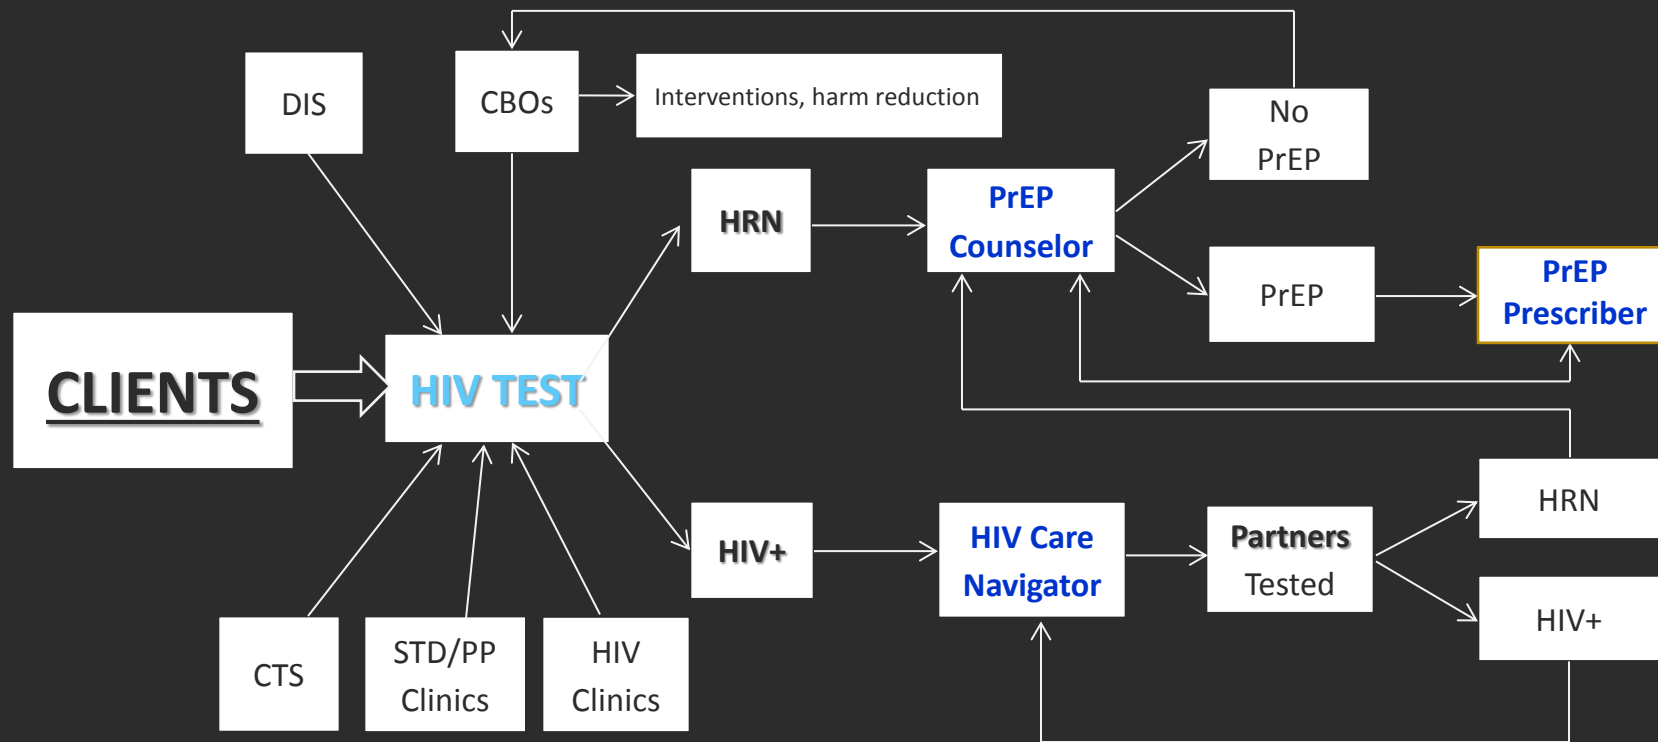 DIS
CBOs
Interventions, harm reduction
No
PrEP
HRN
PrEP
Counselor
PrEP
PrEP
Prescriber
CLIENTS
HIV TEST
HIV+
HIV Care
Navigator
Partners
Tested
HRN
HIV+
CTS
STD/PP
Clinics
HIV
Clinics